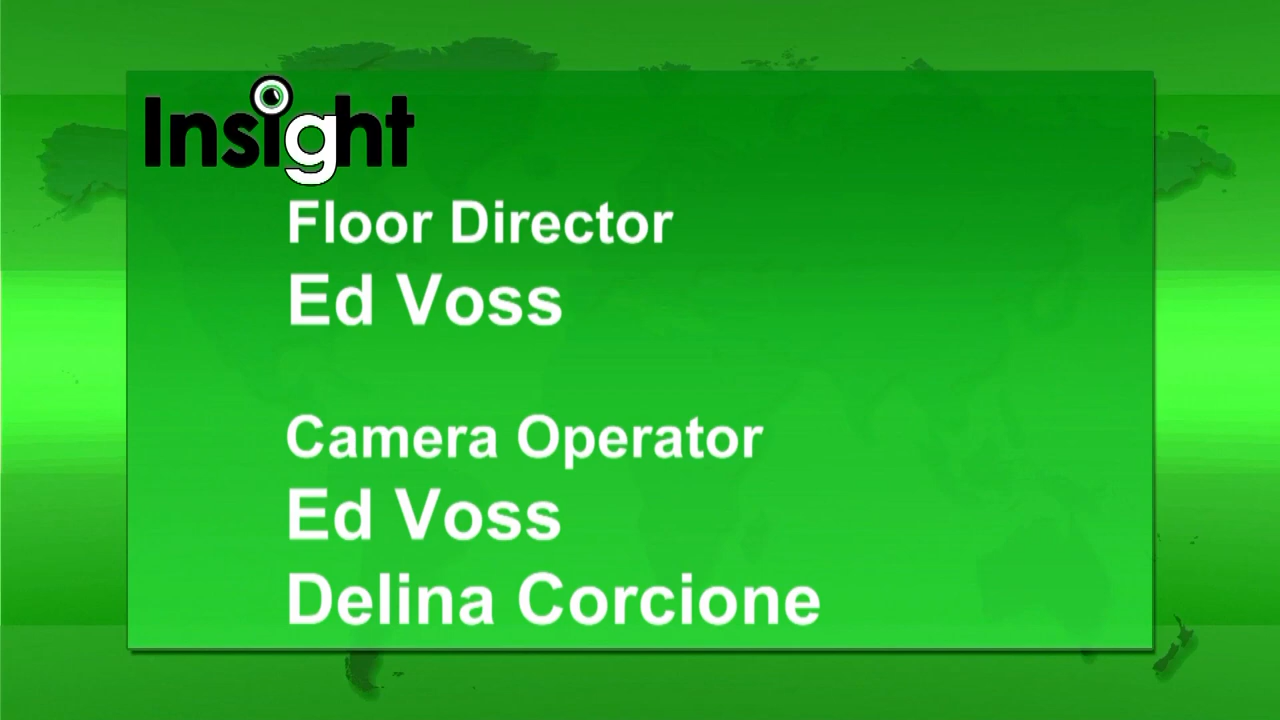 Insight
Floor Director
Ed Voss
Camera Operator
Ed Voss
Delina Corcione